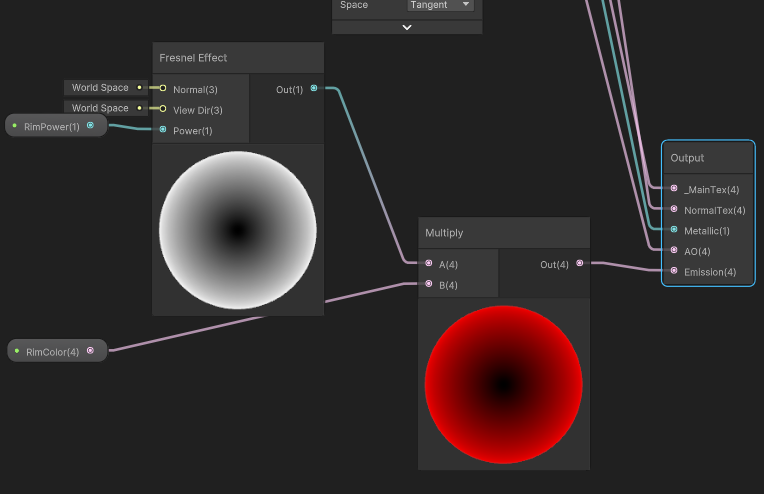 Space Tangent
Fresnel Effect
World Space Normal(3) Out(1)
World Space View Dir(3)
RimPower(1) Power(1)
Output
_MainTex(4)
NormalTex(4)
Metallic(1)
AO(4)
Emission(4)
Multiply
A(4) Out(4)
B(4)
RimColor(4)